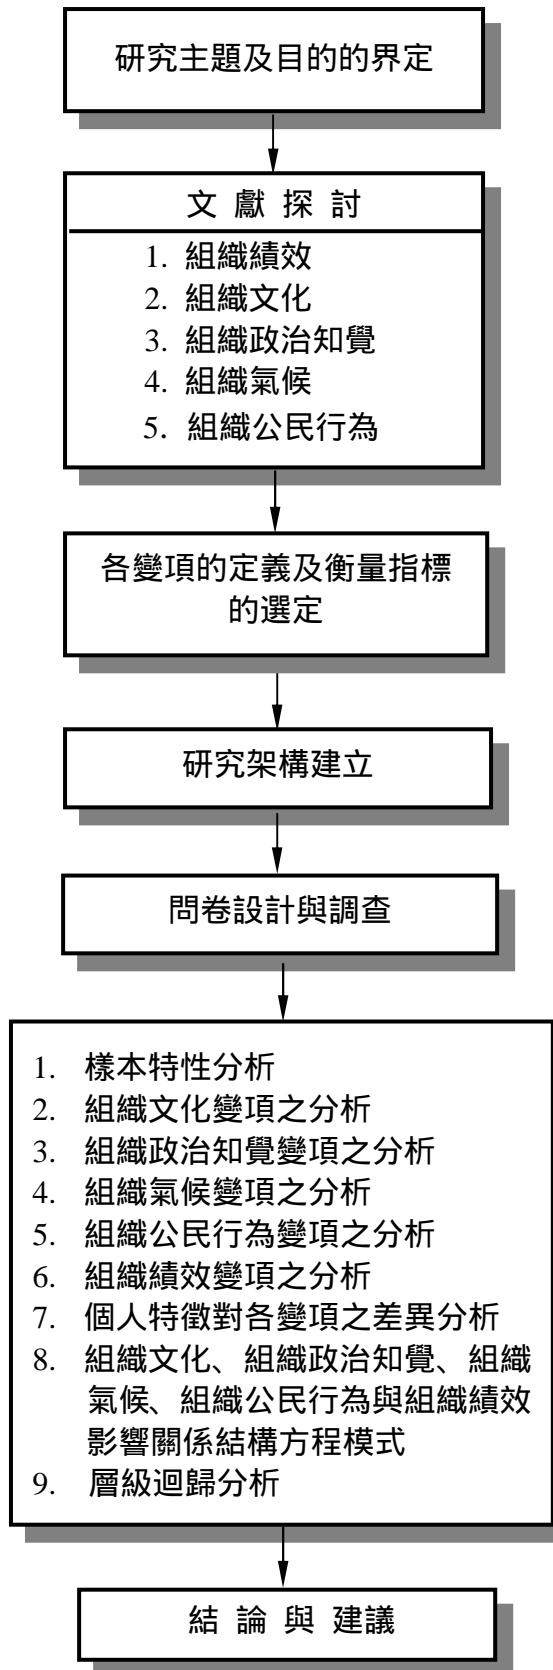 研究主題及目的的界定
文 獻 探 討
1. 組織績效
2. 組織文化
3. 組織政治知覺
4. 組織氣候
5. 組織公民行為
各變項的定義及衡量指標
的選定
研究架構建立
問卷設計與調查
1. 樣本特性分析
2. 組織文化變項之分析
3. 組織政治知覺變項之分析
4. 組織氣候變項之分析
5. 組織公民行為變項之分析
6. 組織績效變項之分析
7. 個人特徵對各變項之差異分析
8. 組織文化、組織政治知覺、組織
氣候、組織公民行為與組織績效
影響關係結構方程模式
9. 層級迴歸分析
結 論 與 建議